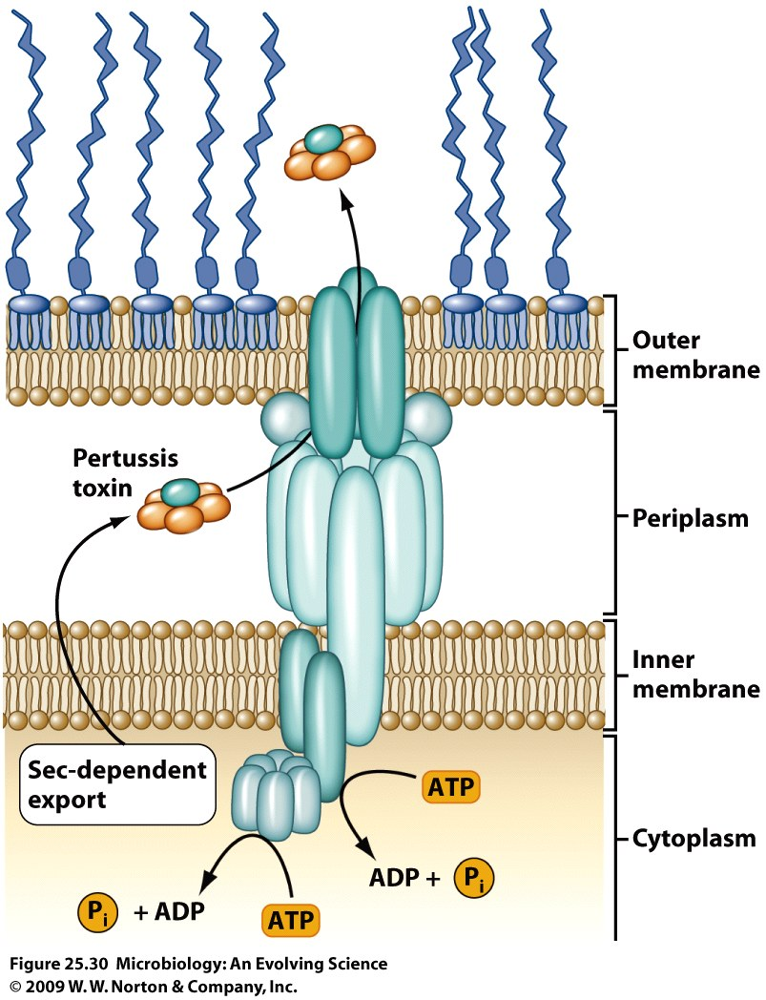 Outer
membrane
Pertussis
toxin
Periplasm
Inner
membrane
Sec-dependent
export
ATP
Cytoplasm
ADP + Pi
Pi + ADP
ATP
Figure 25.30 Microbiology: An Evolving Science
© 2009 W. W. Norton & Company, Inc.